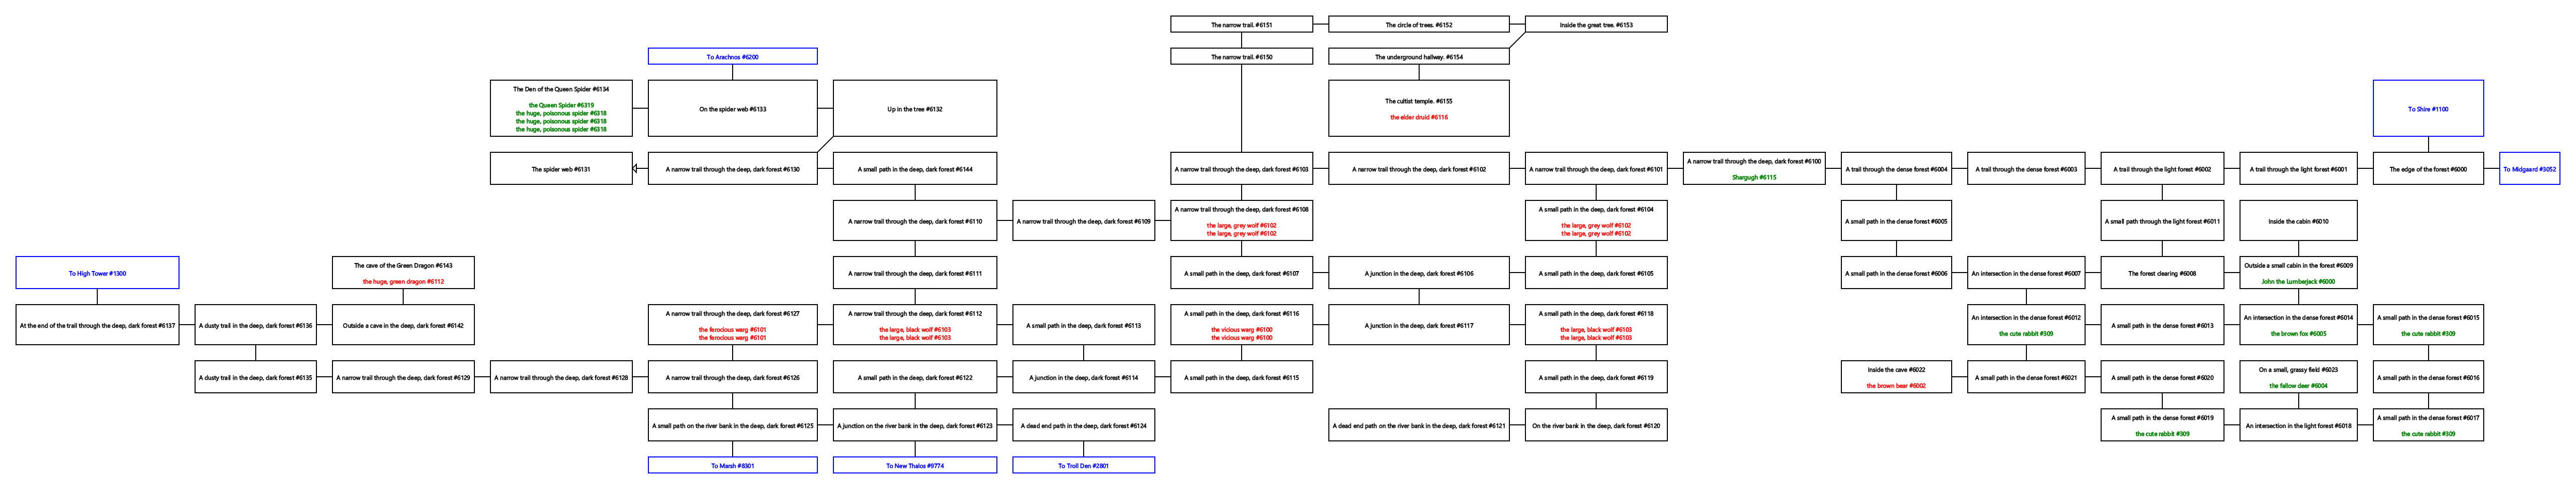 The narrow trail. #6151
The circle of trees. #6152
Inside the great tree. #6153
To Arachnos #6200
The narrow trail. #6150
The underground hallway. #6154
The Den of the Queen Spider #6134
the Queen Spider #6319
the huge, poisonous spider #6318
the huge, poisonous spider #6318
the huge, poisonous spider #6318
On the spider web #6133
Up in the tree #6132
The cultist temple. #6155
the elder druid #6116
To Shire #1100
The spider web #6131
A narrow trail through the deep, dark forest #6130
A small path in the deep, dark forest #6144
A narrow trail through the deep, dark forest #6103
A narrow trail through the deep, dark forest #6102
A narrow trail through the deep, dark forest #6101
A narrow trail through the deep, dark forest #6100
Shargugh #6115
A trail through the dense forest #6004
A trail through the dense forest #6003
A trail through the light forest #6002
A trail through the light forest #6001
The edge of the forest #6000
To Midgaard #3052
A narrow trail through the deep, dark forest #6110
A narrow trail through the deep, dark forest #6109
A narrow trail through the deep, dark forest #6108
the large, grey wolf #6102
the large, grey wolf #6102
A small path in the deep, dark forest #6104
the large, grey wolf #6102
the large, grey wolf #6102
A small path in the dense forest #6005
A small path through the light forest #6011
Inside the cabin #6010
To High Tower #1300
The cave of the Green Dragon #6143
the huge, green dragon #6112
A narrow trail through the deep, dark forest #6111
A small path in the deep, dark forest #6107
A junction in the deep, dark forest #6106
A small path in the deep, dark forest #6105
A small path in the dense forest #6006
An intersection in the dense forest #6007
The forest clearing #6008
Outside a small cabin in the forest #6009
John the Lumberjack #6000
At the end of the trail through the deep, dark forest #6137
A dusty trail in the deep, dark forest #6136
Outside a cave in the deep, dark forest #6142
A narrow trail through the deep, dark forest #6127
the ferocious warg #6101
the ferocious warg #6101
A narrow trail through the deep, dark forest #6112
the large, black wolf #6103
the large, black wolf #6103
A small path in the deep, dark forest #6113
A small path in the deep, dark forest #6116
the vicious warg #6100
the vicious warg #6100
A junction in the deep, dark forest #6117
A small path in the deep, dark forest #6118
the large, black wolf #6103
the large, black wolf #6103
An intersection in the dense forest #6012
the cute rabbit #309
A small path in the dense forest #6013
An intersection in the dense forest #6014
the brown fox #6005
A small path in the dense forest #6015
the cute rabbit #309
A dusty trail in the deep, dark forest #6135
A narrow trail through the deep, dark forest #6129
A narrow trail through the deep, dark forest #6128
A narrow trail through the deep, dark forest #6126
A small path in the deep, dark forest #6122
A junction in the deep, dark forest #6114
A small path in the deep, dark forest #6115
A small path in the deep, dark forest #6119
Inside the cave #6022
the brown bear #6002
A small path in the dense forest #6021
A small path in the dense forest #6020
On a small, grassy field #6023
the fallow deer #6004
A small path in the dense forest #6016
A small path on the river bank in the deep, dark forest #6125
A junction on the river bank in the deep, dark forest #6123
A dead end path in the deep, dark forest #6124
A dead end path on the river bank in the deep, dark forest #6121
On the river bank in the deep, dark forest #6120
A small path in the dense forest #6019
the cute rabbit #309
An intersection in the light forest #6018
A small path in the dense forest #6017
the cute rabbit #309
To Marsh #8301
To New Thalos #9774
To Troll Den #2801